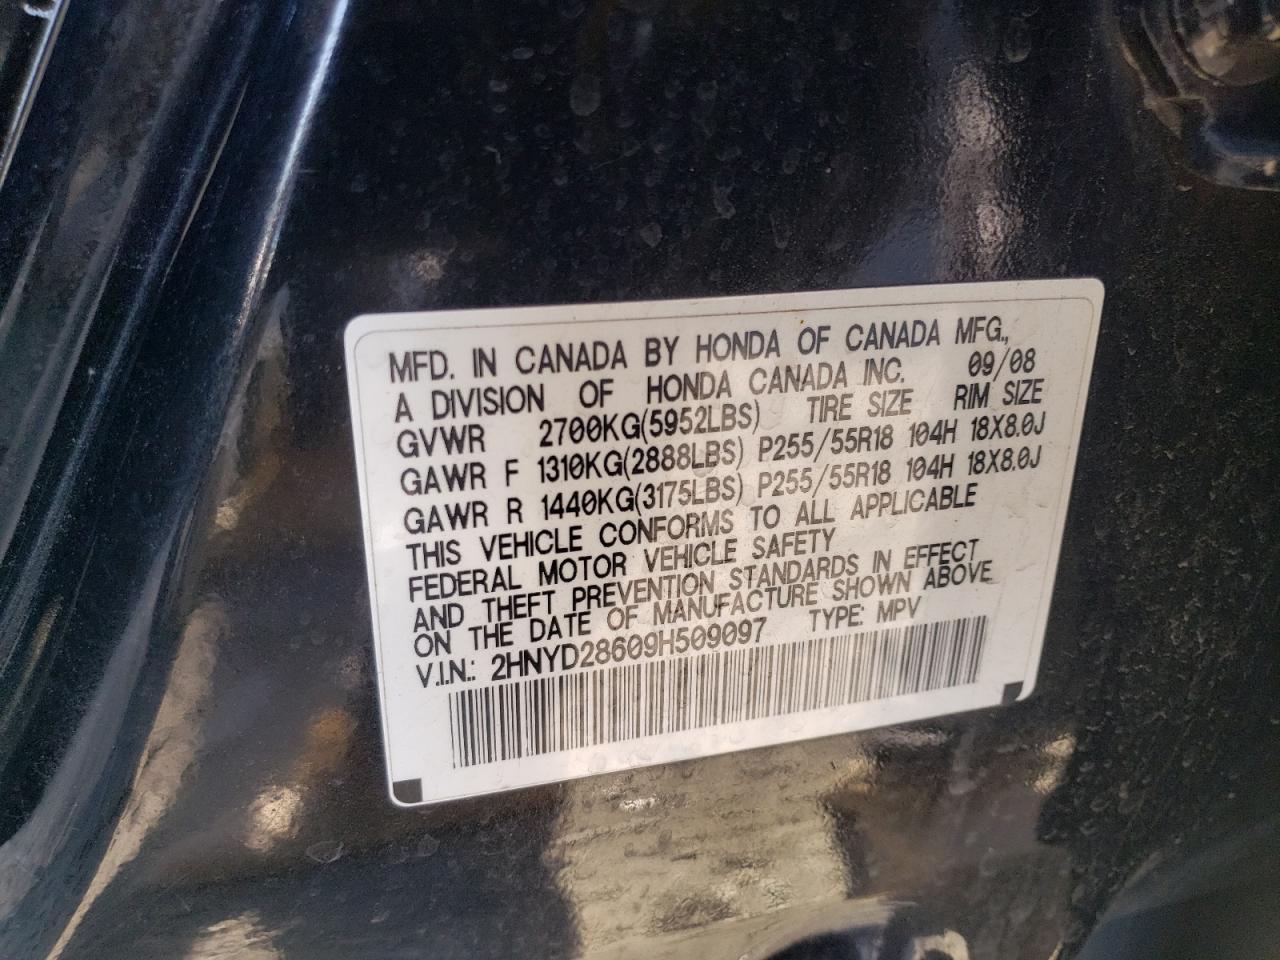 MFD. IN CANADA BY HONDA OF CANADA MFG.,
A DIVISION OF HONDA CANADA INC. 09/08
GVWR 2700KG(5952LBS) TIRE SIZE RIM SIZE
GAWR F 1310KG(2888LBS) P255/55R18 104H 18X8.0J
GAWR R 1440KG(3175LBS) P255/55R18 104H 18X8.0J
THIS VEHICLE CONFORMS TO ALL APPLICABLE
FEDERAL MOTOR VEHICLE SAFETY
AND THEFT PREVENTION STANDARDS IN EFFECT
ON THE DATE OF MANUFACTURE SHOWN ABOVE
V.I.N.: 2HNYD28609H509097 TYPE: MPV